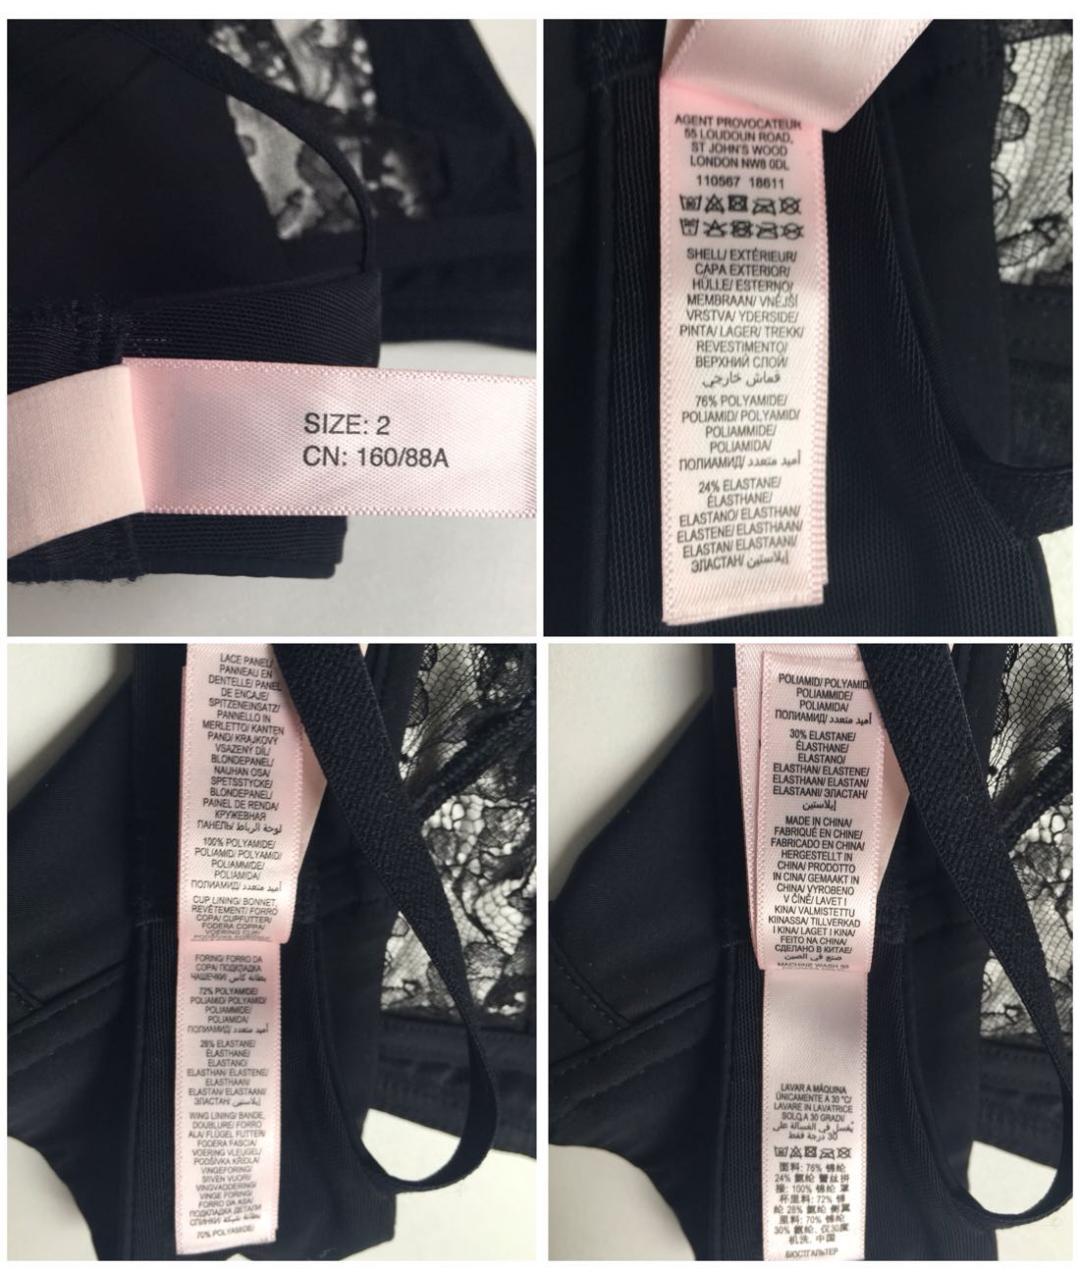 SIZE: 2
CN: 160/88A
AGENT PROVOCATEUR
55 LOUDOUN ROAD,
ST JOHN'S WOOD
LONDON NW8 0DL
110567 18611
SHELL/ EXTÉRIEUR/
CAPA EXTERIOR/
HÜLLE/ ESTERNO/
MEMBRAAN/ VNĚJŠÍ
VRSTVA/ YDERSIDE/
PINTA/ LAGER/ TREKK/
REVESTIMENTO/
ВЕРХНИЙ СЛОЙ/
قماش خارجي
76% POLYAMIDE/
POLIAMID/ POLYAMID/
POLIAMMIDE/
POLIAMIDA/
ПОЛИАМИД/ أميد متعدد
24% ELASTANE/
ÉLASTHANE/
ELASTANO/ ELASTHAN/
ELASTENE/ ELASTHAAN/
ELASTAN/ ELASTAANI/
ЭЛАСТАН/ إيلاستين
LACE PANEL/
PANNEAU EN
DENTELLE/ PANEL
DE ENCAJE/
SPITZENEINSATZ/
PANNELLO IN
MERLETTO/ KANTEN
PAND/ KRAJKOVÝ
VSAZENÝ DÍL/
BLONDEPANEL/
NAUHAN OSA/
SPETSSTYCKE/
BLONDEPANEL/
PAINEL DE RENDA/
КРУЖЕВНАЯ
ПАНЕЛЬ/ لوحة الرباط
100% POLYAMIDE/
POLIAMID/ POLYAMID/
POLIAMMIDE/
POLIAMIDA/
ПОЛИАМИД/ أميد متعدد
CUP LINING/ BONNET,
REVÊTEMENT/ FORRO
COPA/ CUPFUTTER/
FODERA COPPA/
VOERING CUP/
FORING/ FORRO DA
COPA/ ПОДКЛАДКА
ЧАШЕЧКИ/ بطانة كأس
72% POLYAMIDE/
POLIAMID/ POLYAMID/
POLIAMMIDE/
POLIAMIDA/
ПОЛИАМИД/ أميد متعدد
28% ELASTANE/
ÉLASTHANE/
ELASTANO/
ELASTHAN/ ELASTENE/
ELASTHAAN/
ELASTAN/ ELASTAANI/
ЭЛАСТАН/ إيلاستين
WING LINING/ BANDE,
DOUBLURE/ FORRO
ALA/ FLÜGEL FUTTER/
FODERA FASCIA/
VOERING VLEUGEL/
PODŠÍVKA KŘÍDLA/
VINGEFORING/
SIIVEN VUORI/
VINGVADDERING/
VINGE FORING/
FORRO DA ASA/
ПОДКЛАДКА ДЕТАЛИ
СПИНКИ/ بطانة شبكة
70% POLYAMIDE/
POLIAMID/ POLYAMID/
POLIAMMIDE/
POLIAMIDA/
ПОЛИАМИД/ أميد متعدد
30% ELASTANE/
ÉLASTHANE/
ELASTANO/
ELASTHAN/ ELASTENE/
ELASTHAAN/ ELASTAN/
ELASTAANI/ ЭЛАСТАН/
إيلاستين
MADE IN CHINA/
FABRIQUÉ EN CHINE/
FABRICADO EN CHINA/
HERGESTELLT IN
CHINA/ PRODOTTO
IN CINA/ GEMAAKT IN
CHINA/ VYROBENO
V ČÍNĚ/ LAVET I
KINA/ VALMISTETTU
KIINASSA/ TILLVERKAD
I KINA/ LAGET I KINA/
FEITO NA CHINA/
СДЕЛАНО В КИТАЕ/
صنع في الصين
MACHINE WASH 30
LAVAR A MÁQUINA
ÚNICAMENTE A 30 °C/
LAVARE IN LAVATRICE
SOLO A 30 GRADI/
يغسل في الغسالة على
30 درجة فقط
面料: 76% 锦纶
24% 氨纶 蕾丝拼
接: 100% 锦纶 罩
杯里料: 72% 锦
纶 28% 氨纶 侧翼
里料: 70% 锦纶
30% 氨纶, 仅30度
机洗, 中国
БЮСТГАЛЬТЕР